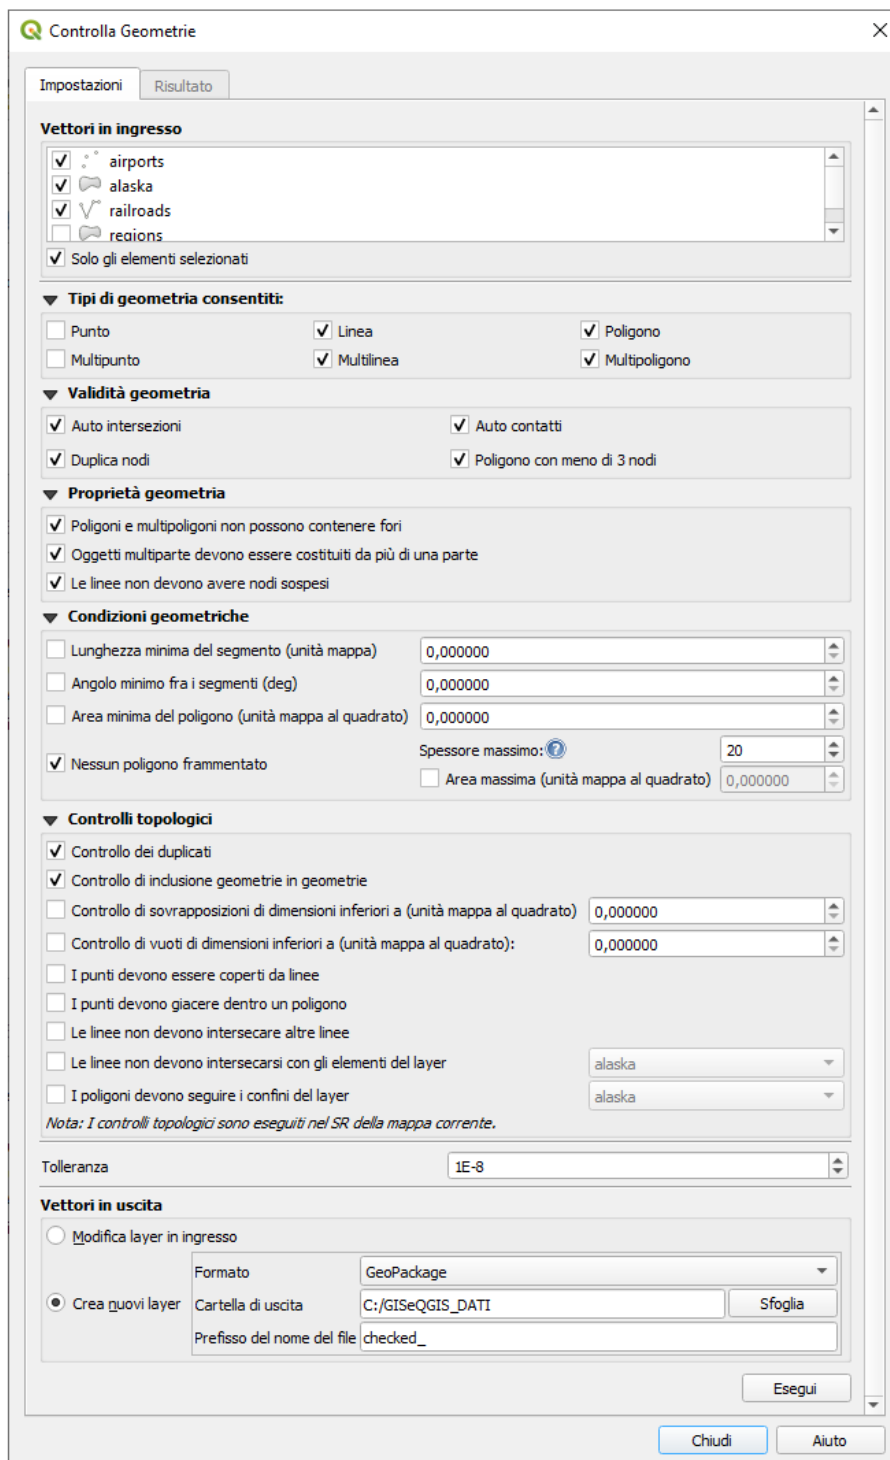 Controlla Geometrie
Impostazioni Risultato
Vettori in ingresso
airports
alaska
railroads
regions
Solo gli elementi selezionati
Tipi di geometria consentiti:
Punto Linea Poligono
Multipunto Multilinea Multipoligono
Validità geometria
Auto intersezioni Auto contatti
Duplica nodi Poligono con meno di 3 nodi
Proprietà geometria
Poligoni e multipoligoni non possono contenere fori
Oggetti multiparte devono essere costituiti da più di una parte
Le linee non devono avere nodi sospesi
Condizioni geometriche
Lunghezza minima del segmento (unità mappa) 0,000000
Angolo minimo fra i segmenti (deg) 0,000000
Area minima del poligono (unità mappa al quadrato) 0,000000
Nessun poligono frammentato Spessore massimo: 20
Area massima (unità mappa al quadrato) 0,000000
Controlli topologici
Controllo dei duplicati
Controllo di inclusione geometrie in geometrie
Controllo di sovrapposizioni di dimensioni inferiori a (unità mappa al quadrato) 0,000000
Controllo di vuoti di dimensioni inferiori a (unità mappa al quadrato): 0,000000
I punti devono essere coperti da linee
I punti devono giacere dentro un poligono
Le linee non devono intersecare altre linee
Le linee non devono intersecarsi con gli elementi del layer alaska
I poligoni devono seguire i confini del layer alaska
Nota: I controlli topologici sono eseguiti nel SR della mappa corrente.
Tolleranza 1E-8
Vettori in uscita
Modifica layer in ingresso
Formato GeoPackage
Crea nuovi layer Cartella di uscita C:/GISeQGIS_DATI Sfoglia
Prefisso del nome del file checked_
Esegui
Chiudi Aiuto